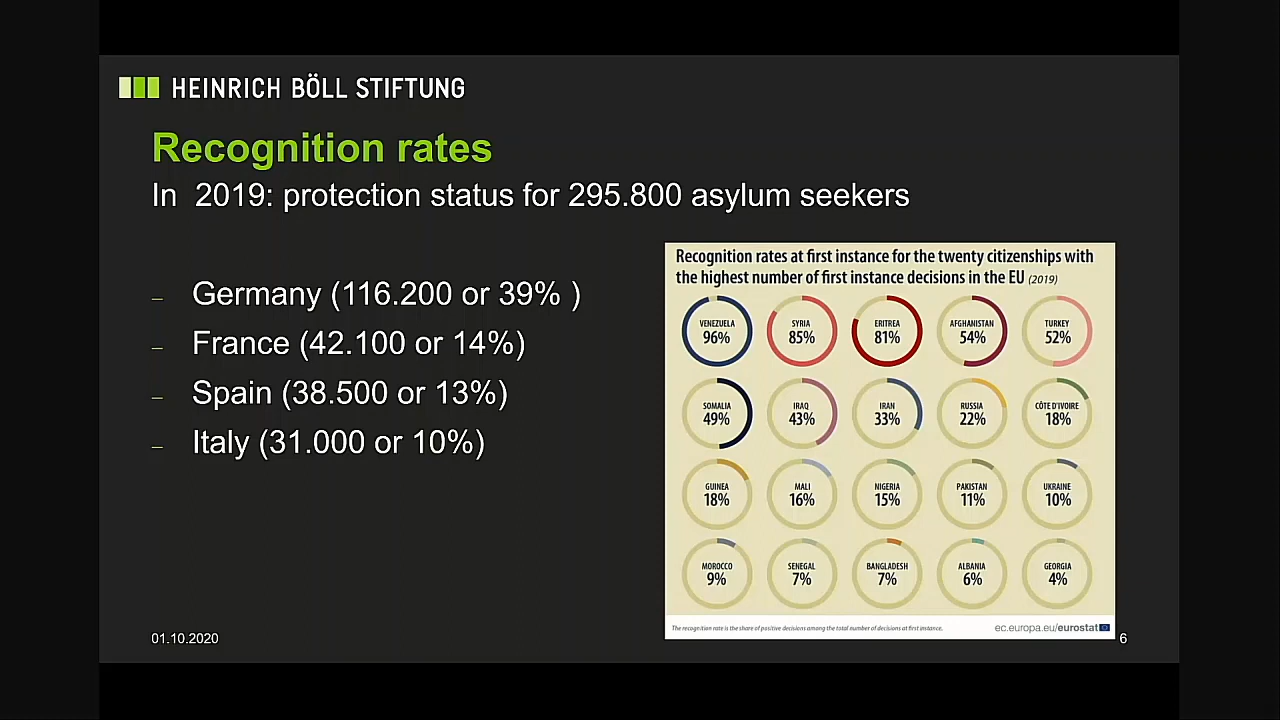 HEINRICH BÖLL STIFTUNG
Recognition rates
In  2019: protection status for 295.800 asylum seekers
– Germany (116.200 or 39% )
– France (42.100 or 14%)
– Spain (38.500 or 13%)
– Italy (31.000 or 10%)
Recognition rates at first instance for the twenty citizenships with
the highest number of first instance decisions in the EU (2019)
VENEZUELA
96%
SYRIA
85%
ERITREA
81%
AFGHANISTAN
54%
TURKEY
52%
SOMALIA
49%
IRAQ
43%
IRAN
33%
RUSSIA
22%
CÔTE D'IVOIRE
18%
GUINEA
18%
MALI
16%
NIGERIA
15%
PAKISTAN
11%
UKRAINE
10%
MOROCCO
9%
SENEGAL
7%
BANGLADESH
7%
ALBANIA
6%
GEORGIA
4%
The recognition rate is the share of positive decisions among the total number of decisions at first instance.
ec.europa.eu/eurostat
01.10.2020
6